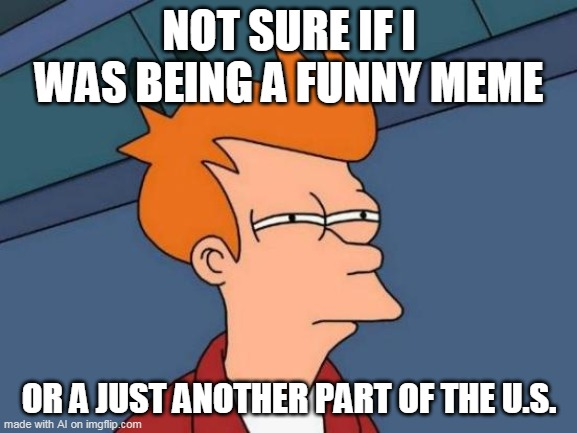 NOT SURE IF I
WAS BEING A FUNNY MEME
OR A JUST ANOTHER PART OF THE U.S.
made with AI on imgflip.com